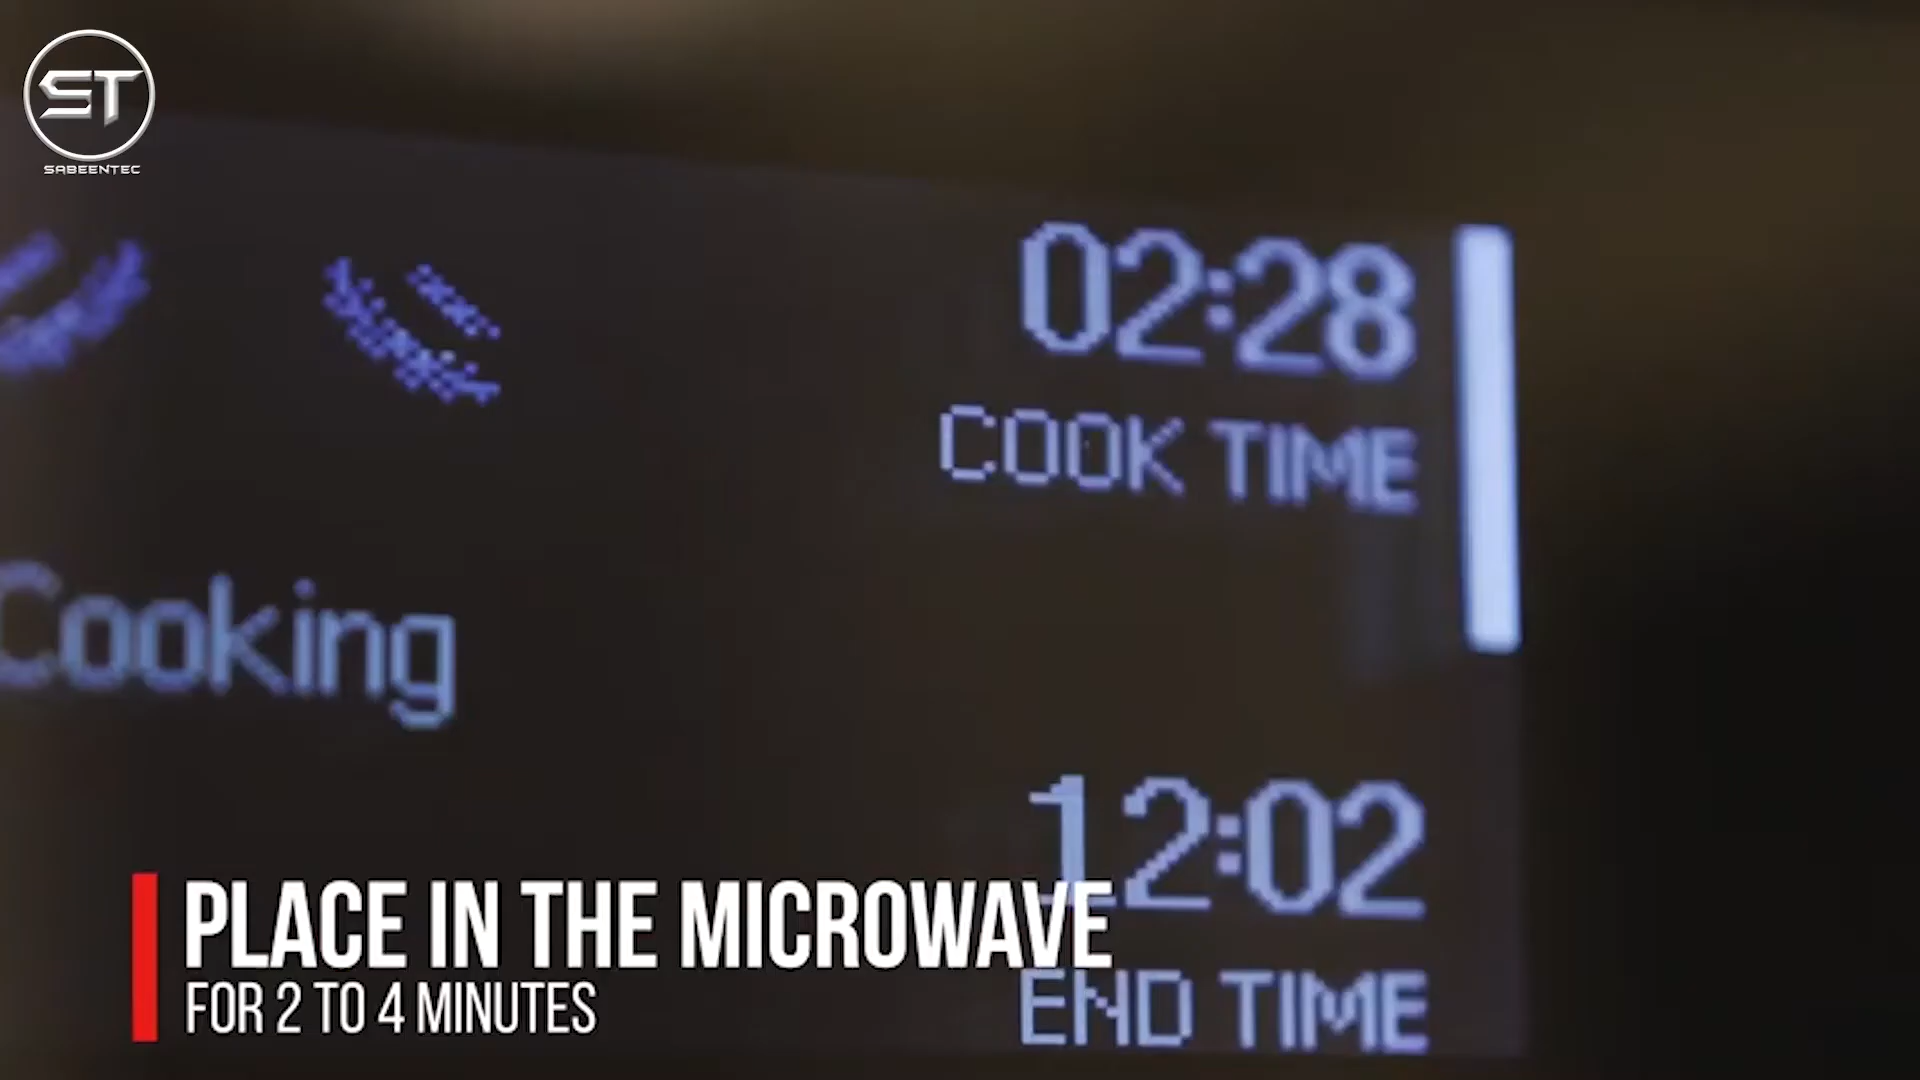 ST
SABEENTEC
02:28
COOK TIME
Cooking
12:02
END TIME
PLACE IN THE MICROWAVE
FOR 2 TO 4 MINUTES